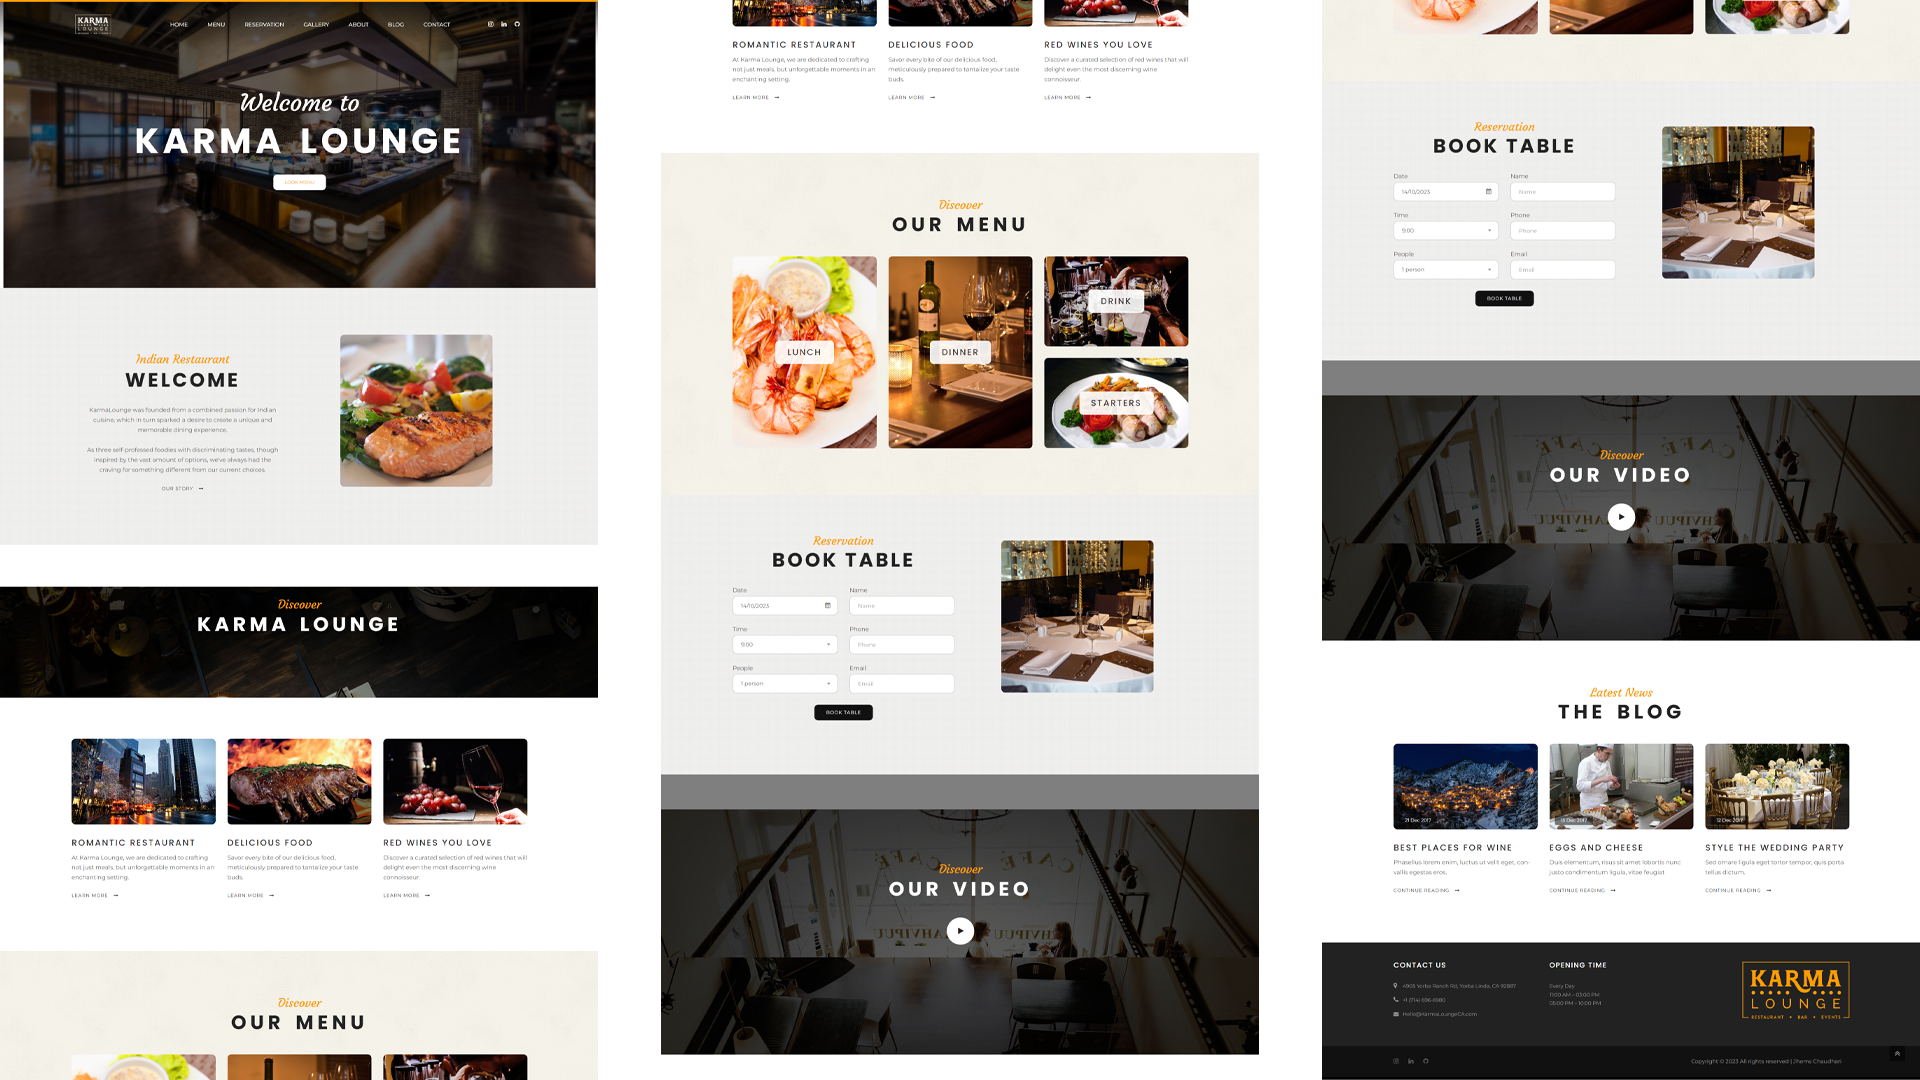 KARMA
LOUNGE
HOME MENU RESERVATION GALLERY ABOUT BLOG CONTACT
Welcome to
KARMA LOUNGE
LOOK MENU
Indian Restaurant
WELCOME
KarmaLounge was founded from a combined passion for Indian
cuisine, which in turn sparked a desire to create a unique and
memorable dining experience.
As three self-professed foodies with discriminating tastes, though
inspired by the vast amount of options, we've always had the
craving for something different from our current choices.
OUR STORY
Discover
KARMA LOUNGE
ROMANTIC RESTAURANT
At Karma Lounge, we are dedicated to crafting
not just meals, but unforgettable moments in an
enchanting setting.
LEARN MORE
DELICIOUS FOOD
Savor every bite of our delicious food,
meticulously prepared to tantalize your taste
buds.
LEARN MORE
RED WINES YOU LOVE
Discover a curated selection of red wines that will
delight even the most discerning wine
connoisseur.
LEARN MORE
Discover
OUR MENU
ROMANTIC RESTAURANT
At Karma Lounge, we are dedicated to crafting
not just meals, but unforgettable moments in an
enchanting setting.
LEARN MORE
DELICIOUS FOOD
Savor every bite of our delicious food,
meticulously prepared to tantalize your taste
buds.
LEARN MORE
RED WINES YOU LOVE
Discover a curated selection of red wines that will
delight even the most discerning wine
connoisseur.
LEARN MORE
Discover
OUR MENU
LUNCH
DINNER
DRINK
STARTERS
Reservation
BOOK TABLE
Date
14/10/2023
Name
Name
Time
9:00
Phone
Phone
People
1 person
Email
Email
BOOK TABLE
Discover
OUR VIDEO
Reservation
BOOK TABLE
Date
14/10/2023
Name
Name
Time
9:00
Phone
Phone
People
1 person
Email
Email
BOOK TABLE
CAFE
CAFE
Discover
OUR VIDEO
Latest News
THE BLOG
21 Dec 2017
BEST PLACES FOR WINE
Phasellus lorem enim, luctus ut velit eget, con-
vallis egestas eros.
CONTINUE READING
15 Dec 2017
EGGS AND CHEESE
Duis elementum, risus sit amet lobortis nunc
justo condimentum ligula, vitae feugiat
CONTINUE READING
12 Dec 2017
STYLE THE WEDDING PARTY
Sed ornare ligula eget tortor tempor, quis porta
tellus dictum.
CONTINUE READING
CONTACT US
4908 Yorba Ranch Rd, Yorba Linda, CA 92887
Hello@KarmaLoungeCA.com
OPENING TIME
Every Day
11:00 AM - 03:00 PM
05:00 PM - 10:00 PM
KARMA
LOUNGE
RESTAURANT • BAR • EVENTS
Copyright © 2023 All rights reserved | Jhems Chaudhari